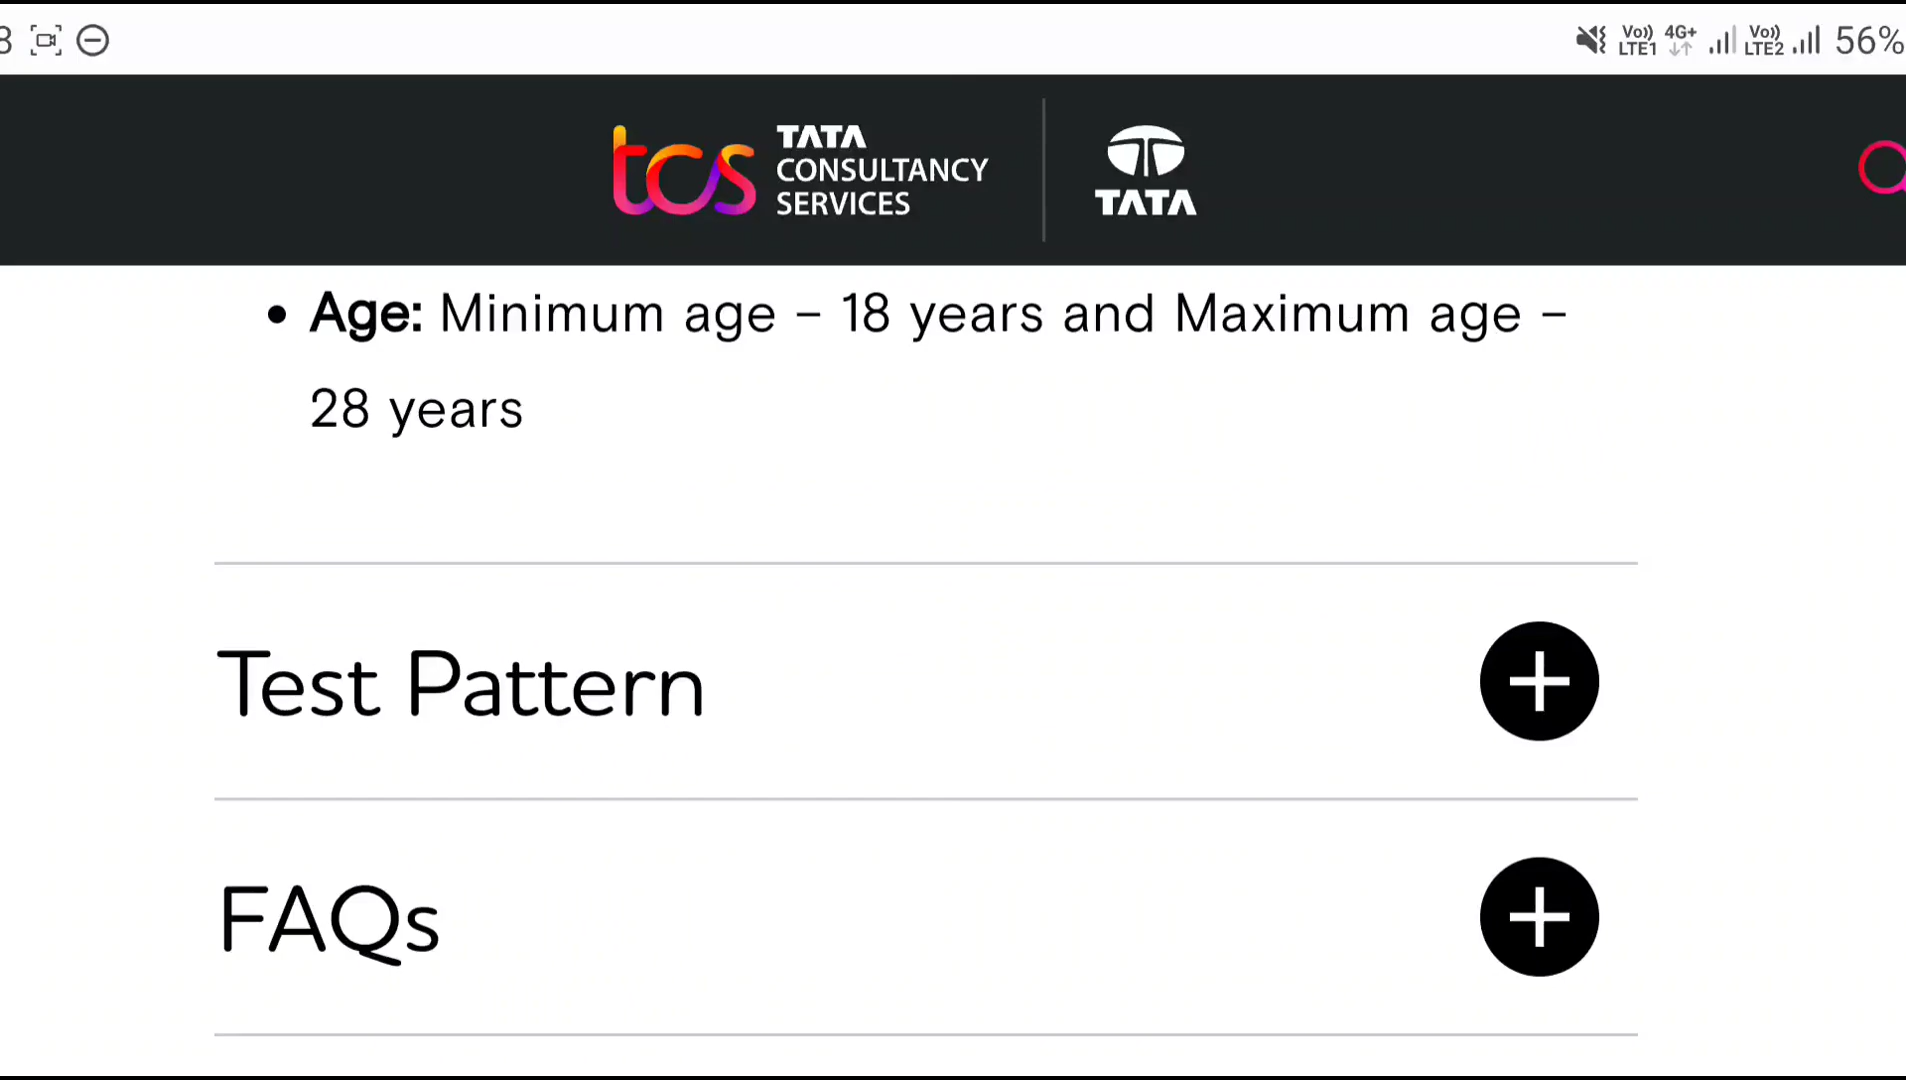 8
Vo)) 4G+ Vo)) 56%
LTE1 LTE2
tcs TATA
CONSULTANCY
SERVICES
TATA
• Age: Minimum age – 18 years and Maximum age –
28 years
Test Pattern
FAQs